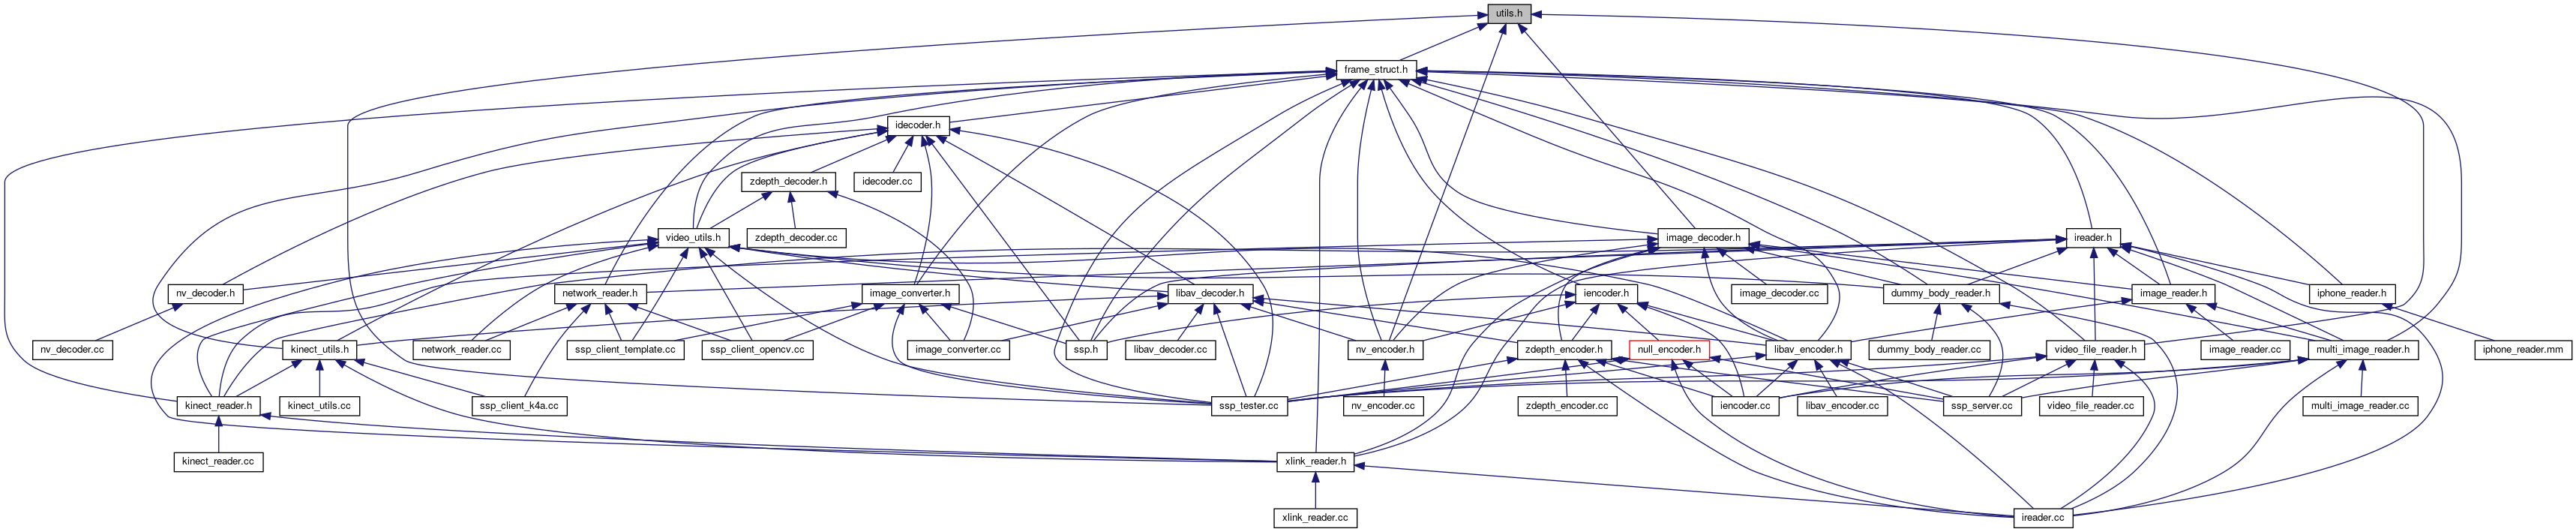 utils.h
frame_struct.h
idecoder.h
zdepth_decoder.h
idecoder.cc
video_utils.h
zdepth_decoder.cc
image_decoder.h
ireader.h
nv_decoder.h
network_reader.h
image_converter.h
libav_decoder.h
iencoder.h
image_decoder.cc
dummy_body_reader.h
image_reader.h
iphone_reader.h
nv_decoder.cc
kinect_utils.h
network_reader.cc
ssp_client_template.cc
ssp_client_opencv.cc
image_converter.cc
ssp.h
libav_decoder.cc
nv_encoder.h
zdepth_encoder.h
null_encoder.h
libav_encoder.h
dummy_body_reader.cc
video_file_reader.h
image_reader.cc
multi_image_reader.h
iphone_reader.mm
kinect_reader.h
kinect_utils.cc
ssp_client_k4a.cc
ssp_tester.cc
nv_encoder.cc
zdepth_encoder.cc
iencoder.cc
libav_encoder.cc
ssp_server.cc
video_file_reader.cc
multi_image_reader.cc
kinect_reader.cc
xlink_reader.h
xlink_reader.cc
ireader.cc